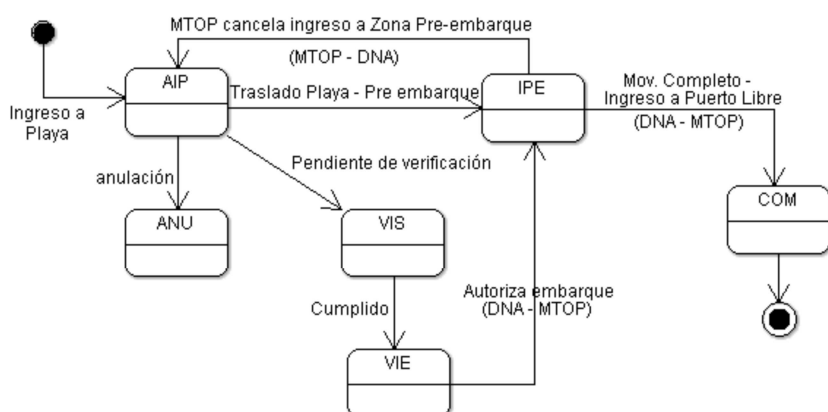 MTOP cancela ingreso a Zona Pre-embarque
(MTOP - DNA)
AIP
IPE
Ingreso a
Playa
Traslado Playa - Pre embarque
Mov. Completo -
Ingreso a Puerto Libre
(DNA - MTOP)
anulación
Pendiente de verificación
ANU
VIS
COM
Cumplido
Autoriza embarque
(DNA - MTOP)
VIE